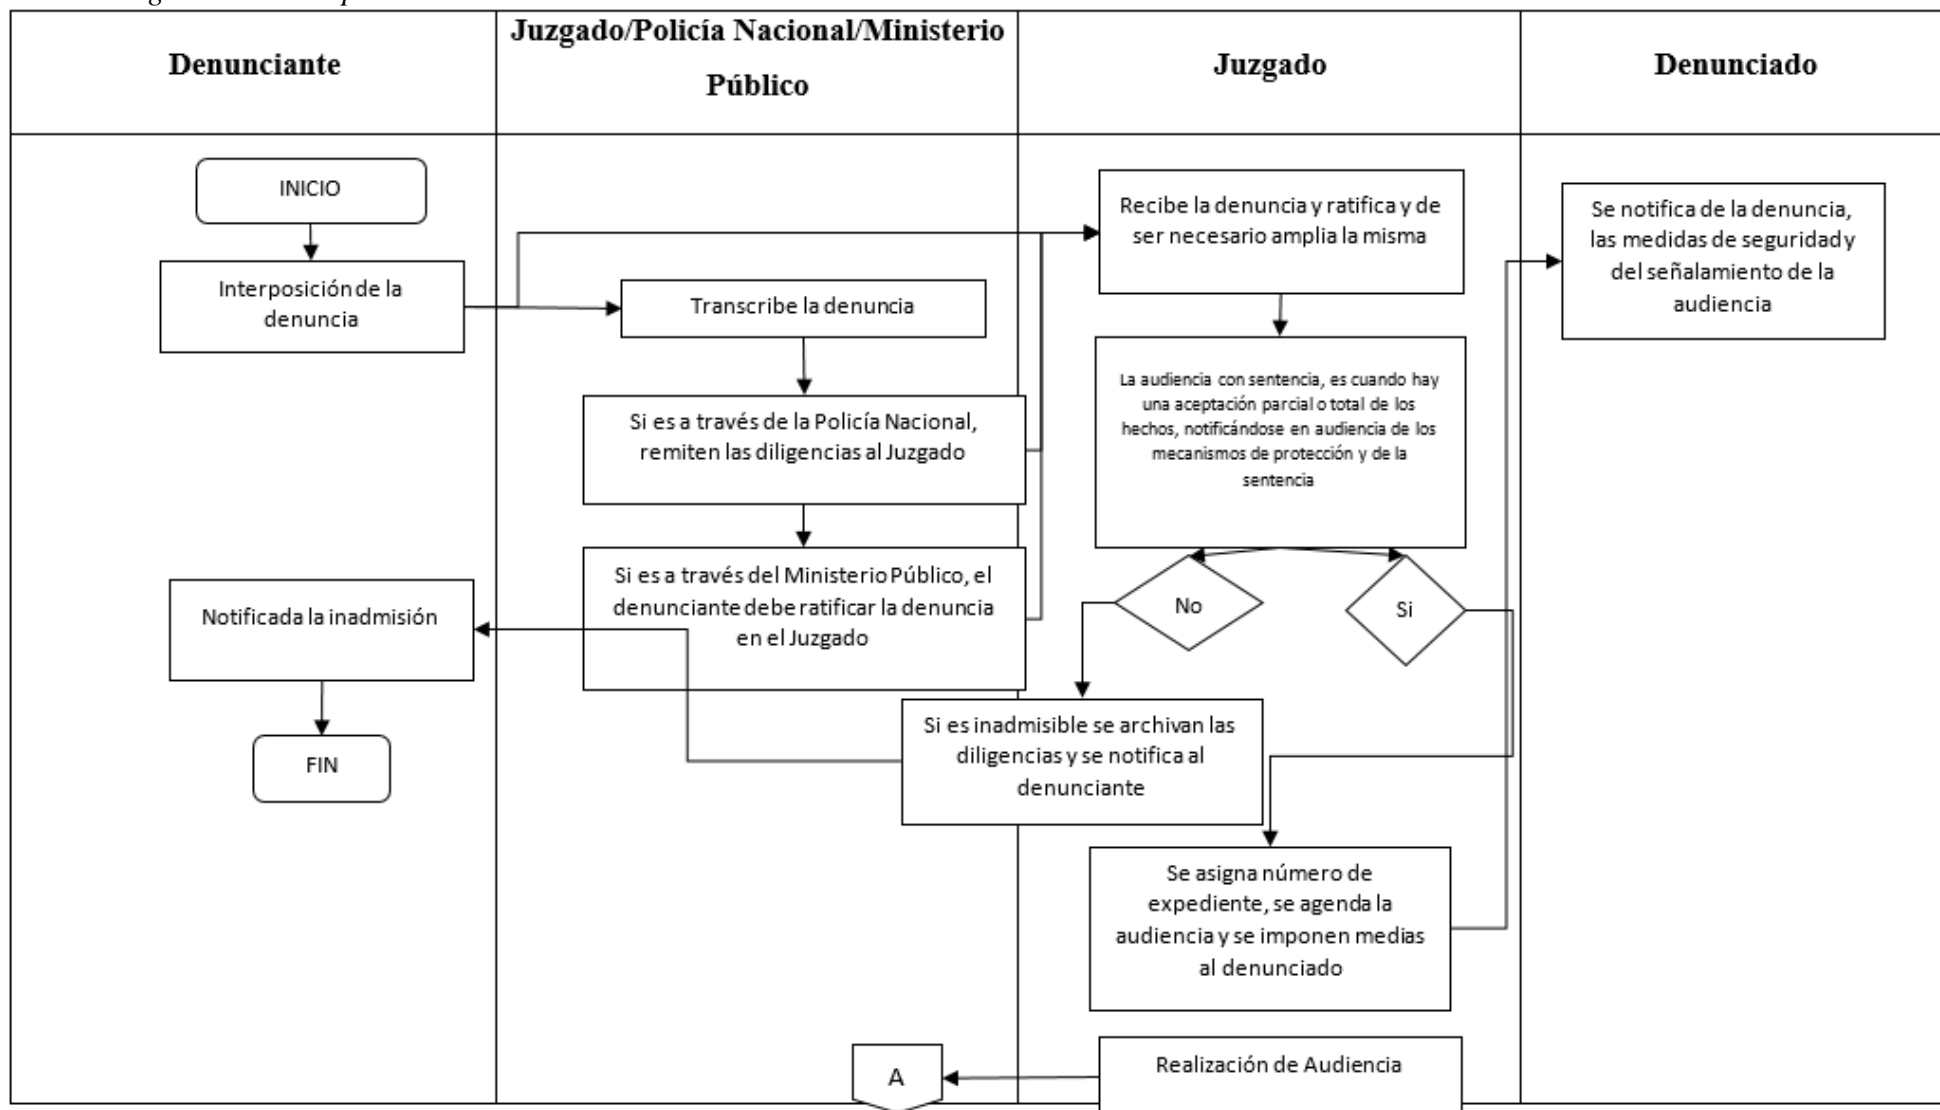 Denunciante
Juzgado/Policía Nacional/Ministerio
Público
Juzgado
Denunciado
INICIO
Interposición de la
denuncia
Transcribe la denuncia
Si es a través de la Policía Nacional,
remiten las diligencias al Juzgado
Si es a través del Ministerio Público, el
denunciante debe ratificar la denuncia
en el Juzgado
Recibe la denuncia y ratifica y de
ser necesario amplia la misma
La audiencia con sentencia, es cuando hay
una aceptación parcial o total de los
hechos, notificándose en audiencia de los
mecanismos de protección y de la
sentencia
No
Si
Se notifica de la denuncia,
las medidas de seguridad y
del señalamiento de la
audiencia
Notificada la inadmisión
FIN
Si es inadmisible se archivan las
diligencias y se notifica al
denunciante
Se asigna número de
expediente, se agenda la
audiencia y se imponen medias
al denunciado
Realización de Audiencia
A